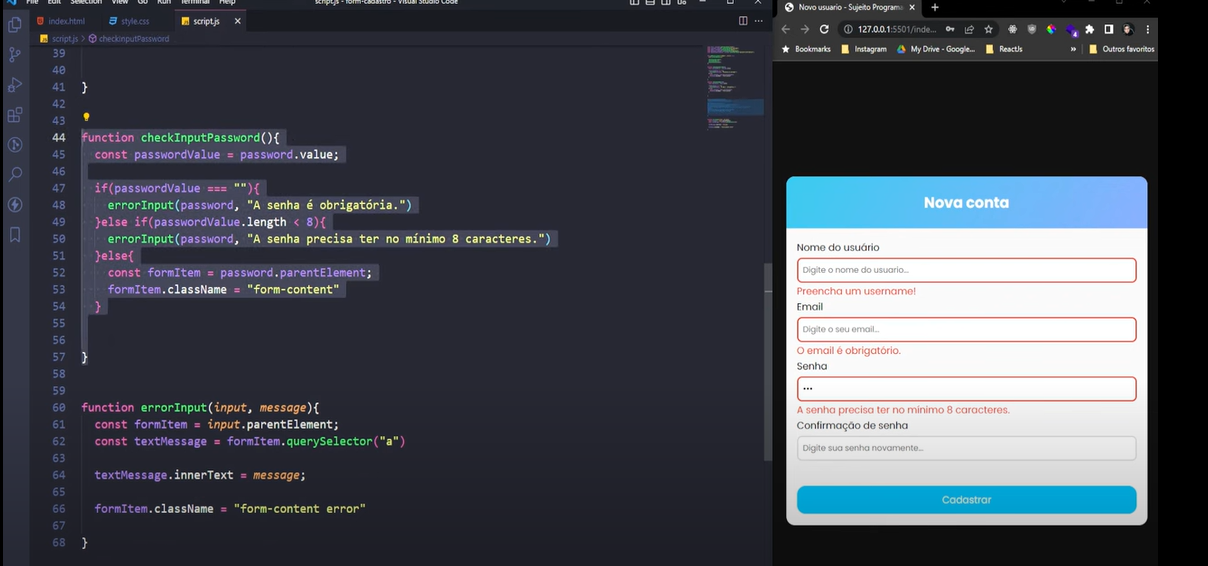 File Edit Selection View Go Run Terminal Help
script.js - form-cadastro - Visual Studio Code
index.html
style.css
script.js
script.js > checkInputPassword
39
40
41 }
42
43
44 function checkInputPassword(){
45 const passwordValue = password.value;
46
47 if(passwordValue === ""){
48 errorInput(password, "A senha é obrigatória.")
49 }else if(passwordValue.length < 8){
50 errorInput(password, "A senha precisa ter no mínimo 8 caracteres.")
51 }else{
52 const formItem = password.parentElement;
53 formItem.className = "form-content"
54 }
55
56
57 }
58
59
60 function errorInput(input, message){
61 const formItem = input.parentElement;
62 const textMessage = formItem.querySelector("a")
63
64 textMessage.innerText = message;
65
66 formItem.className = "form-content error"
67
68 }
Novo usuario - Sujeito Programa
127.0.0.1:5501/inde...
4
Bookmarks
Instagram
My Drive - Google...
ReactJs
»
Outros favoritos
Nova conta
Nome do usuário
Digite o nome do usuario...
Preencha um username!
Email
Digite o seu email...
O email é obrigatório.
Senha
•••
A senha precisa ter no mínimo 8 caracteres.
Confirmação de senha
Digite sua senha novamente...
Cadastrar